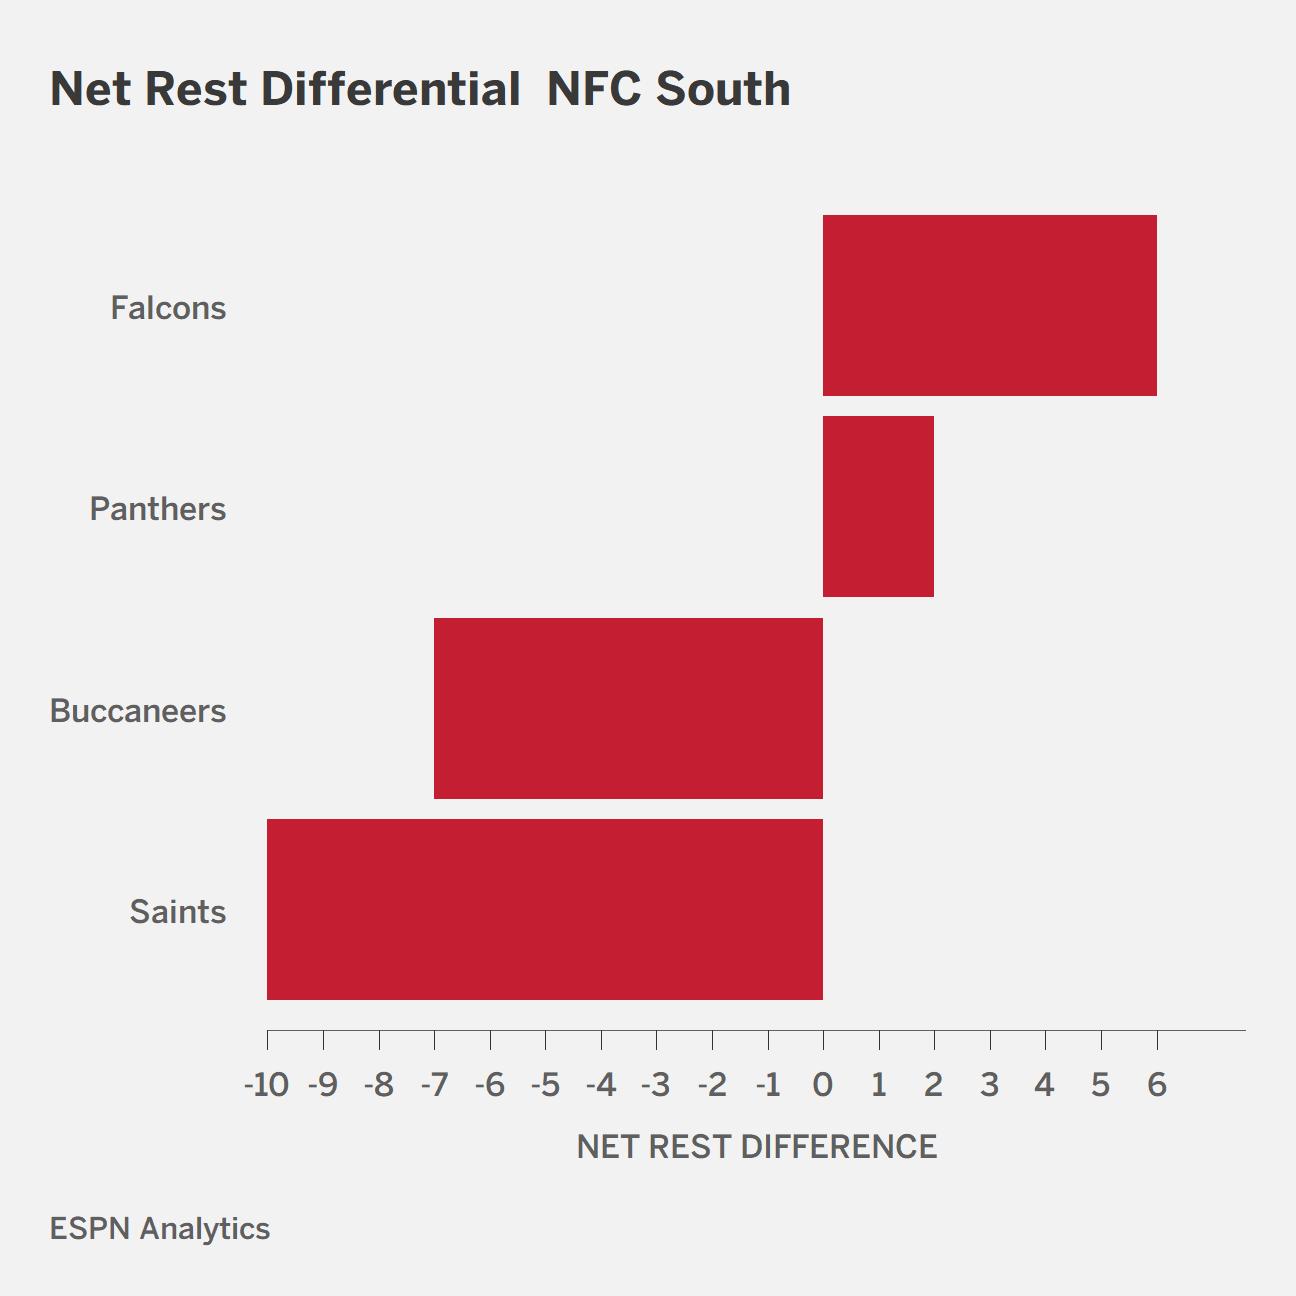 Net Rest Differential  NFC South
Falcons
Panthers
Buccaneers
Saints
-10 -9 -8 -7 -6 -5 -4 -3 -2 -1 0 1 2 3 4 5 6
NET REST DIFFERENCE
ESPN Analytics